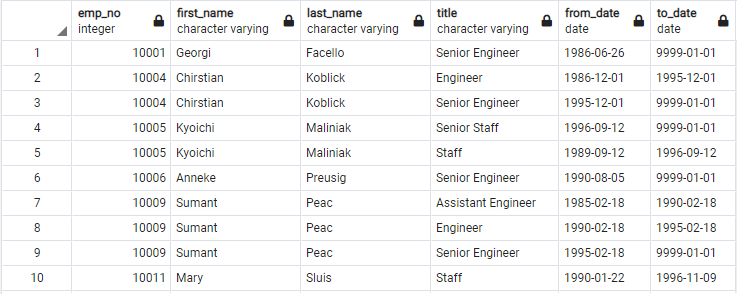 emp_no first_name last_name title from_date to_date
integer character varying character varying character varying date date
1 10001 Georgi Facello Senior Engineer 1986-06-26 9999-01-01
2 10004 Chirstian Koblick Engineer 1986-12-01 1995-12-01
3 10004 Chirstian Koblick Senior Engineer 1995-12-01 9999-01-01
4 10005 Kyoichi Maliniak Senior Staff 1996-09-12 9999-01-01
5 10005 Kyoichi Maliniak Staff 1989-09-12 1996-09-12
6 10006 Anneke Preusig Senior Engineer 1990-08-05 9999-01-01
7 10009 Sumant Peac Assistant Engineer 1985-02-18 1990-02-18
8 10009 Sumant Peac Engineer 1990-02-18 1995-02-18
9 10009 Sumant Peac Senior Engineer 1995-02-18 9999-01-01
10 10011 Mary Sluis Staff 1990-01-22 1996-11-09